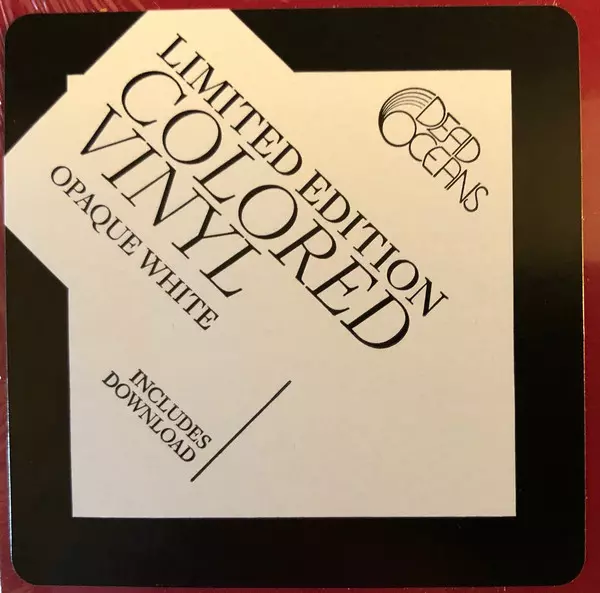 LIMITED EDITION
COLORED
VINYL
OPAQUE WHITE
INCLUDES
DOWNLOAD
DEAD
OCEANS